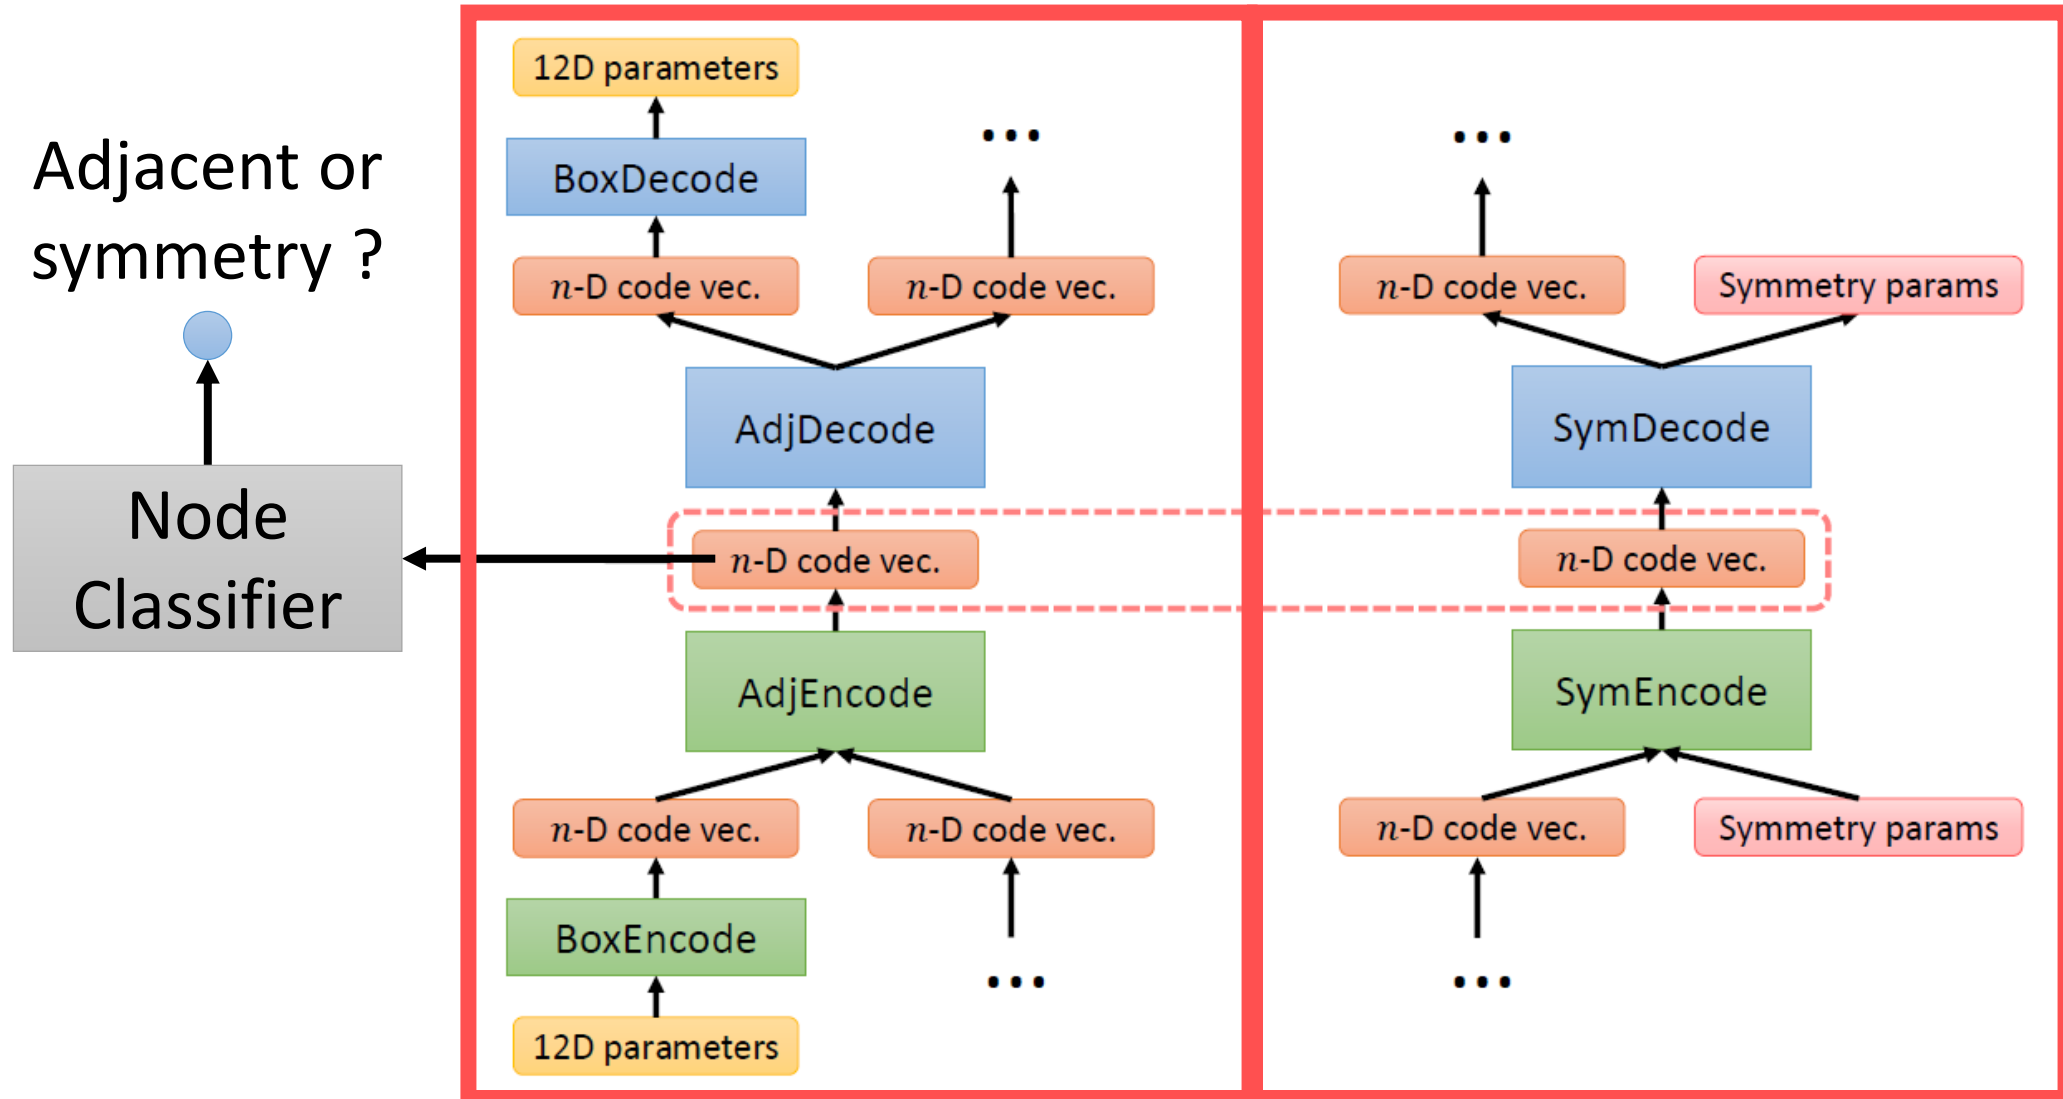 Adjacent or
symmetry ?
Node
Classifier
12D parameters
BoxDecode
n-D code vec.
n-D code vec.
...
AdjDecode
n-D code vec.
AdjEncode
n-D code vec.
n-D code vec.
BoxEncode
...
12D parameters
...
n-D code vec.
Symmetry params
SymDecode
n-D code vec.
SymEncode
n-D code vec.
Symmetry params
...